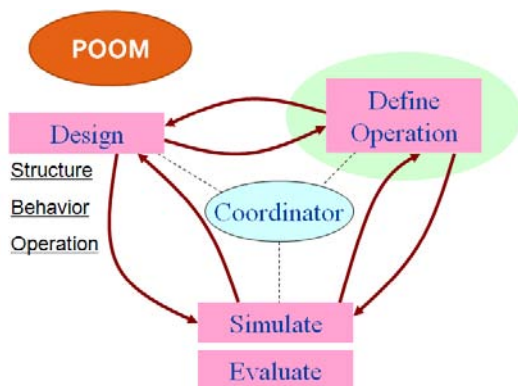 POOM
Define
Operation
Design
Structure
Behavior
Operation
Coordinator
Simulate
Evaluate